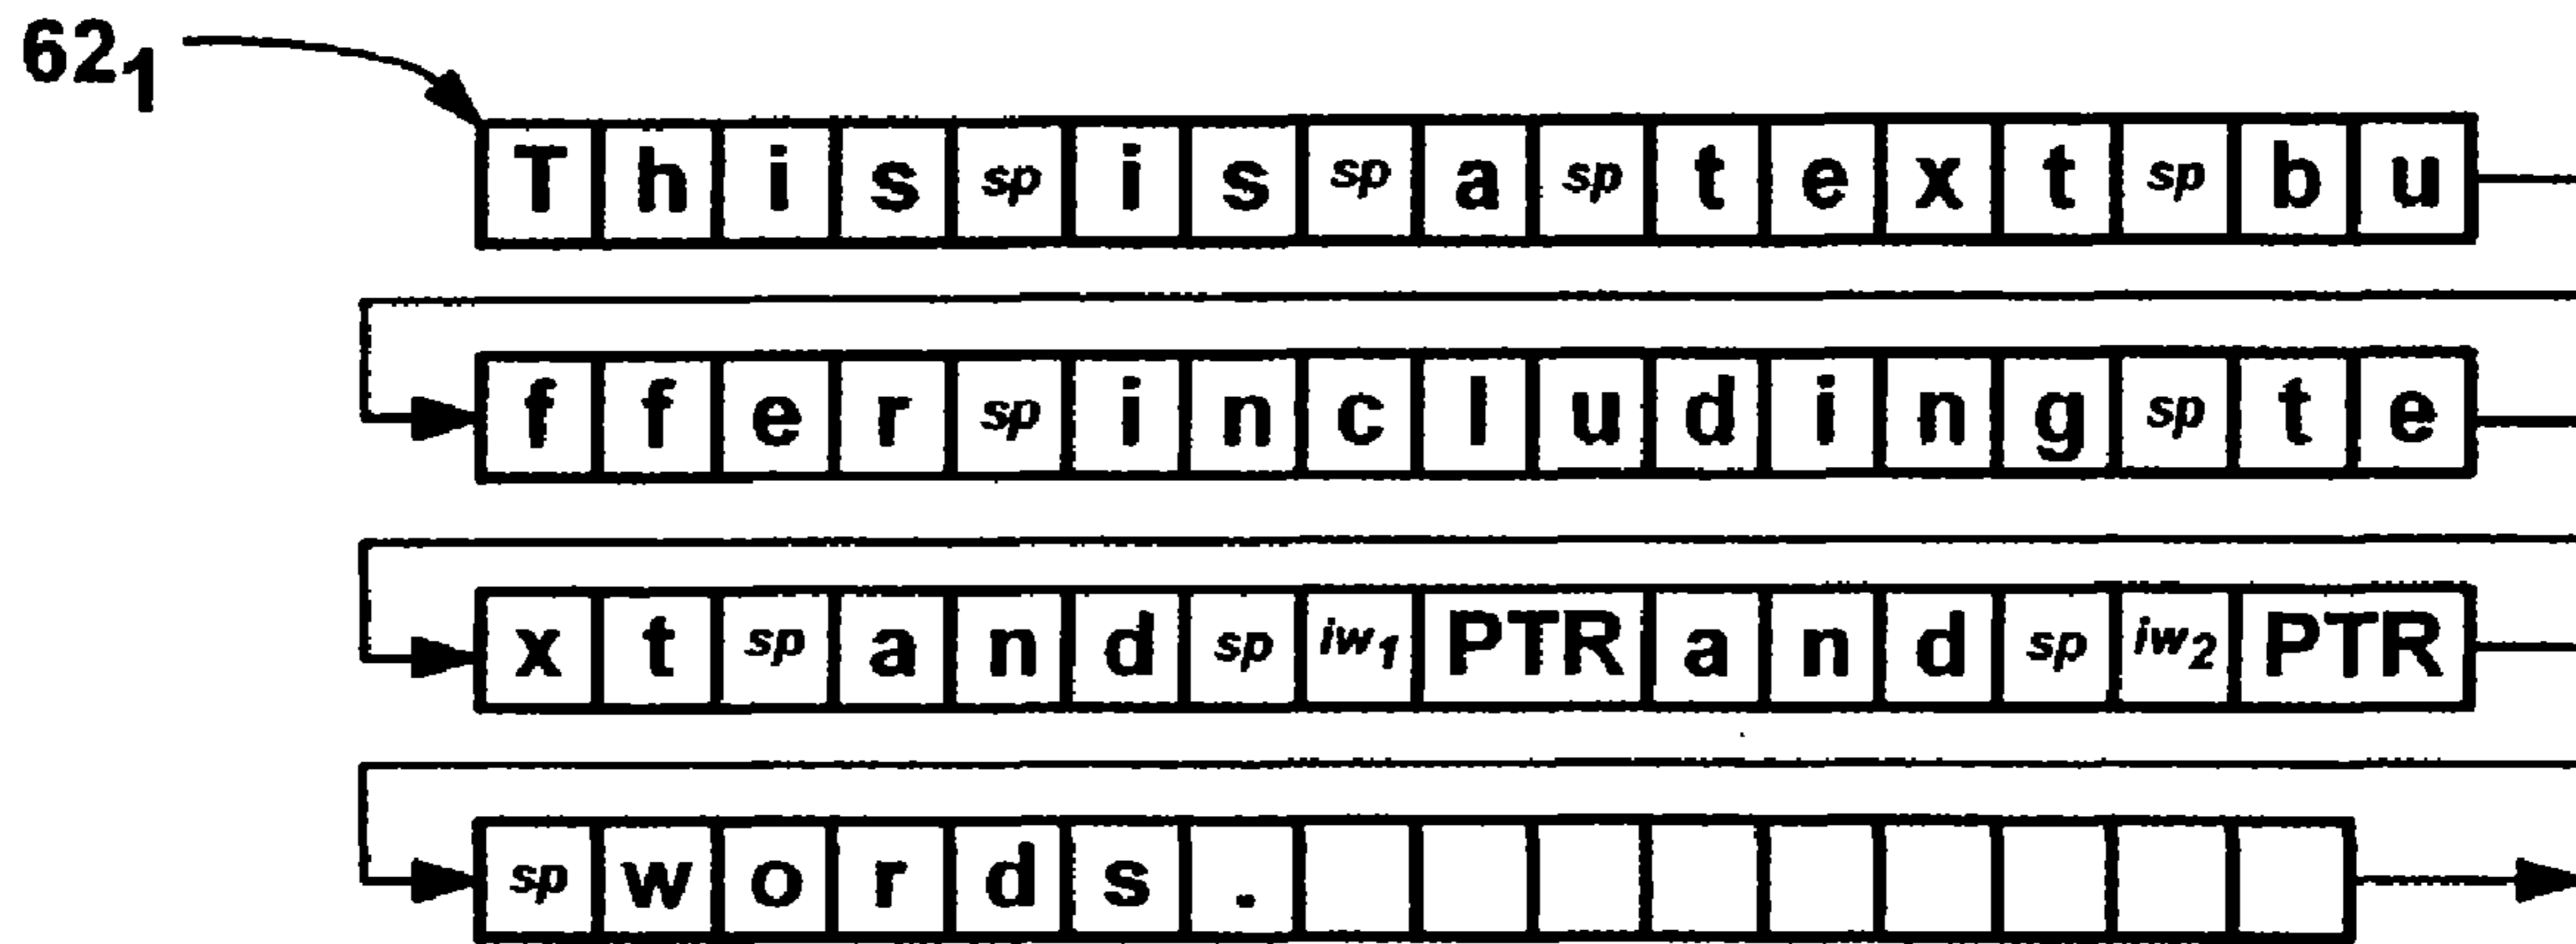 62₁
T h i s sp i s sp a sp t e x t sp b u
f f e r sp i n c l u d i n g sp t e
x t sp a n d sp iw₁ PTR a n d sp iw₂ PTR
sp w o r d s .